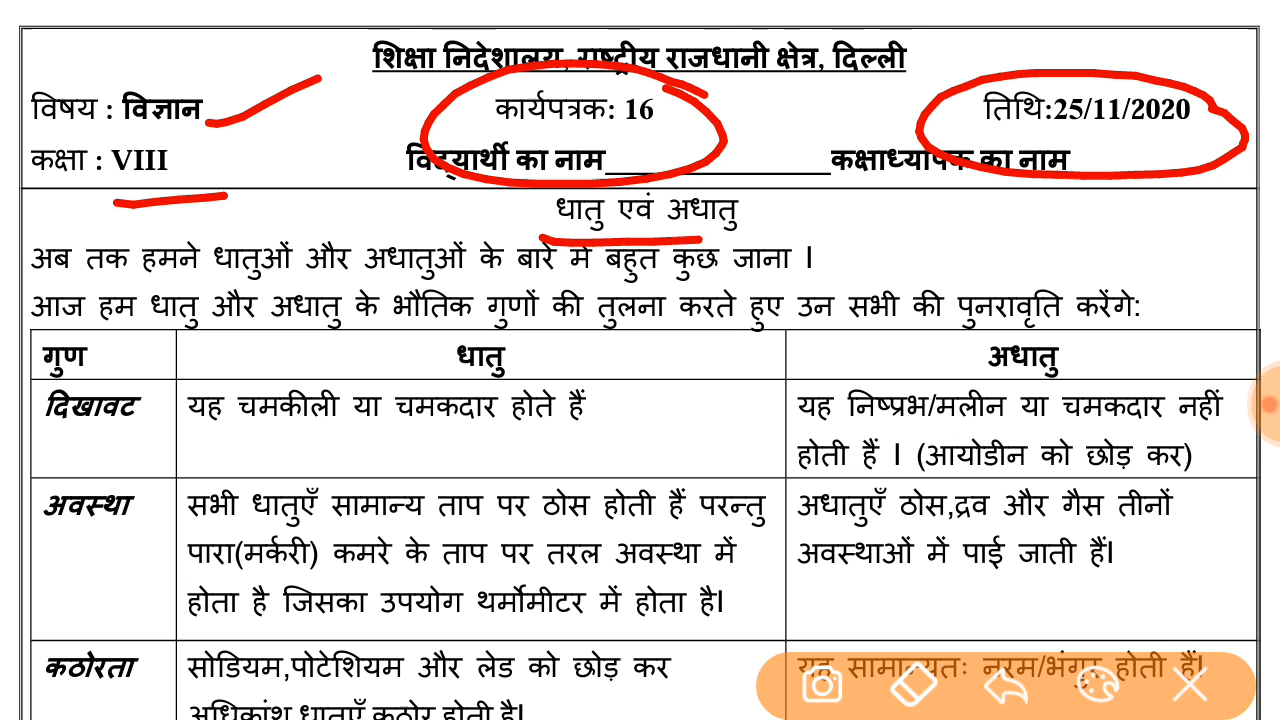 शिक्षा निदेशालय, राष्ट्रीय राजधानी क्षेत्र, दिल्ली
विषय : विज्ञान कार्यपत्रक: 16 तिथि:25/11/2020
कक्षा : VIII विद्यार्थी का नाम_______________कक्षाध्यापक का नाम
धातु एवं अधातु
अब तक हमने धातुओं और अधातुओं के बारे में बहुत कुछ जाना l
आज हम धातु और अधातु के भौतिक गुणों की तुलना करते हुए उन सभी की पुनरावृति करेंगे:
गुण धातु अधातु
दिखावट यह चमकीली या चमकदार होते हैं यह निष्प्रभ/मलीन या चमकदार नहीं
होती हैं l (आयोडीन को छोड़ कर)
अवस्था सभी धातुएँ सामान्य ताप पर ठोस होती हैं परन्तु अधातुएँ ठोस,द्रव और गैस तीनों
पारा(मर्करी) कमरे के ताप पर तरल अवस्था में अवस्थाओं में पाई जाती हैंl
होता है जिसका उपयोग थर्मोमीटर में होता हैl
कठोरता सोडियम,पोटेशियम और लेड को छोड़ कर यह सामान्यतः नरम/भंगुर होती हैंl
अधिकांश धातुएँ कठोर होती हैl